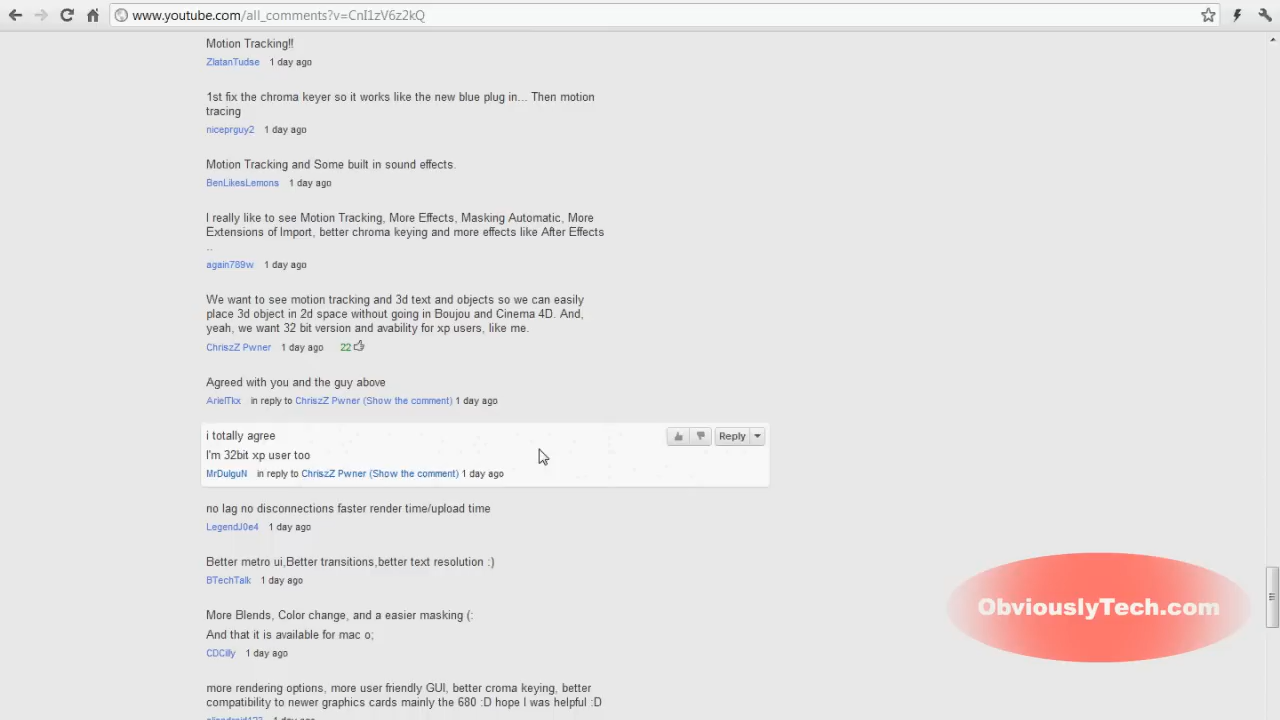 www.youtube.com/all_comments?v=CnI1zV6z2kQ
Motion Tracking!!
ZlatanTudse 1 day ago
1st fix the chroma keyer so it works like the new blue plug in... Then motion
tracing
niceprguy2 1 day ago
Motion Tracking and Some built in sound effects.
BenLikesLemons 1 day ago
I really like to see Motion Tracking, More Effects, Masking Automatic, More
Extensions of Import, better chroma keying and more effects like After Effects
..
again789w 1 day ago
We want to see motion tracking and 3d text and objects so we can easily
place 3d object in 2d space without going in Boujou and Cinema 4D. And,
yeah, we want 32 bit version and avability for xp users, like me.
ChriszZ Pwner 1 day ago 22
Agreed with you and the guy above
ArielTkx in reply to ChriszZ Pwner (Show the comment) 1 day ago
i totally agree
Reply
I'm 32bit xp user too
MrDulguN in reply to ChriszZ Pwner (Show the comment) 1 day ago
no lag no disconnections faster render time/upload time
LegendJ0e4 1 day ago
Better metro ui,Better transitions,better text resolution :)
BTechTalk 1 day ago
More Blends, Color change, and a easier masking (:
And that it is available for mac o;
CDCilly 1 day ago
ObviouslyTech.com
more rendering options, more user friendly GUI, better croma keying, better
compatibility to newer graphics cards mainly the 680 :D hope I was helpful :D
1 day ago